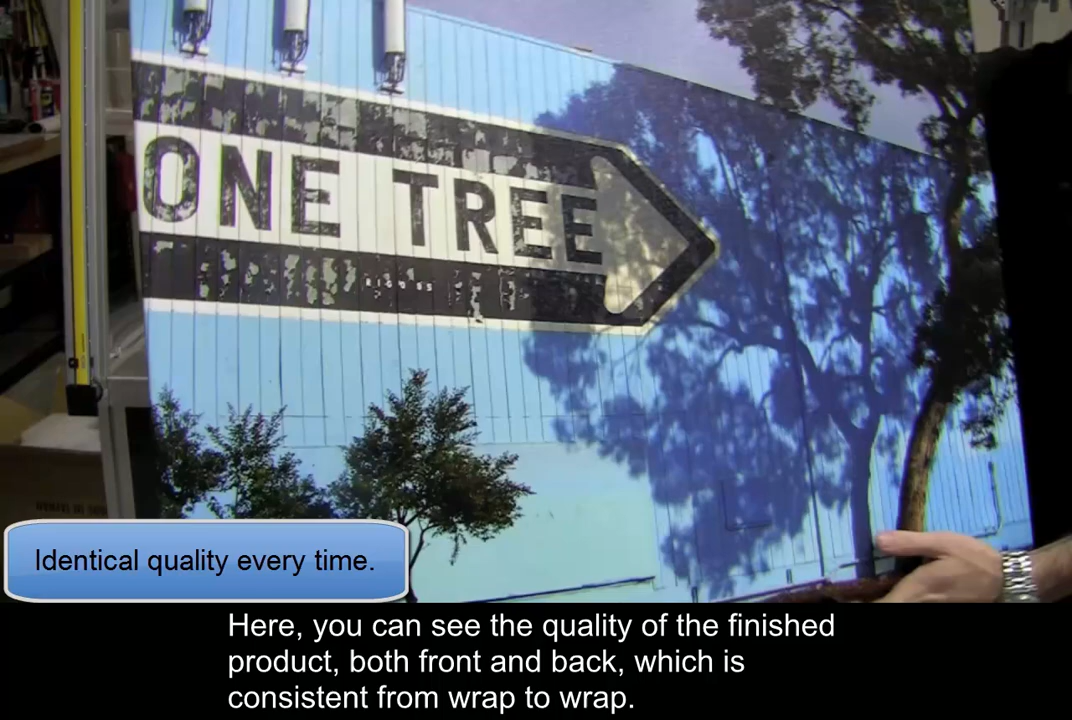 ONE TREE
Identical quality every time.
Here, you can see the quality of the finished
product, both front and back, which is
consistent from wrap to wrap.